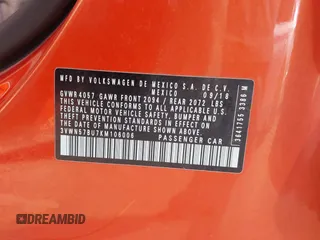 MFD BY VOLKSWAGEN DE MEXICO S.A. DE C.V.
MEXICO 09/18
GVWR 4057 GAWR FRONT 2094 / REAR 2072 LBS
THIS VEHICLE CONFORMS TO ALL APPLICABLE FEDERAL
MOTOR VEHICLE SAFETY, BUMPER, AND THEFT
PREVENTION STANDARDS IN EFFECT ON THE DATE OF
MANUFACTURE SHOWN ABOVE.
3VWN57BU7KM106006 PASSENGER CAR
3641755 3386 M
DREAMBID